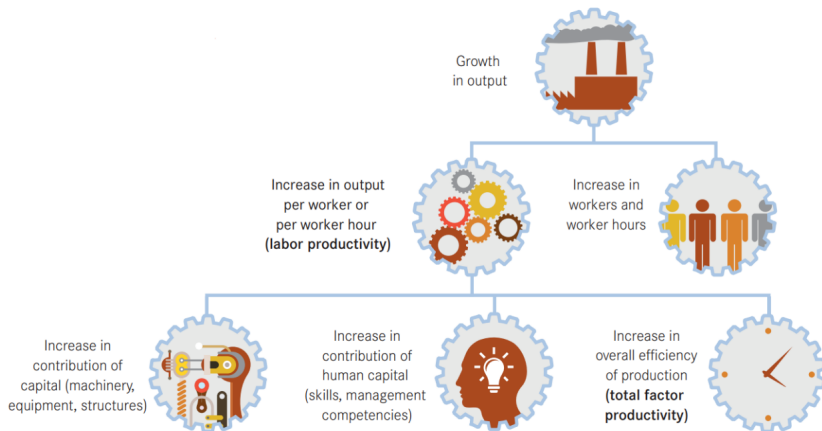 Growth
in output
Increase in output
per worker or
per worker hour
(labor productivity)
Increase in
workers and
worker hours
Increase in
contribution of
capital (machinery,
equipment, structures)
Increase in
contribution of
human capital
(skills, management
competencies)
Increase in
overall efficiency
of production
(total factor
productivity)